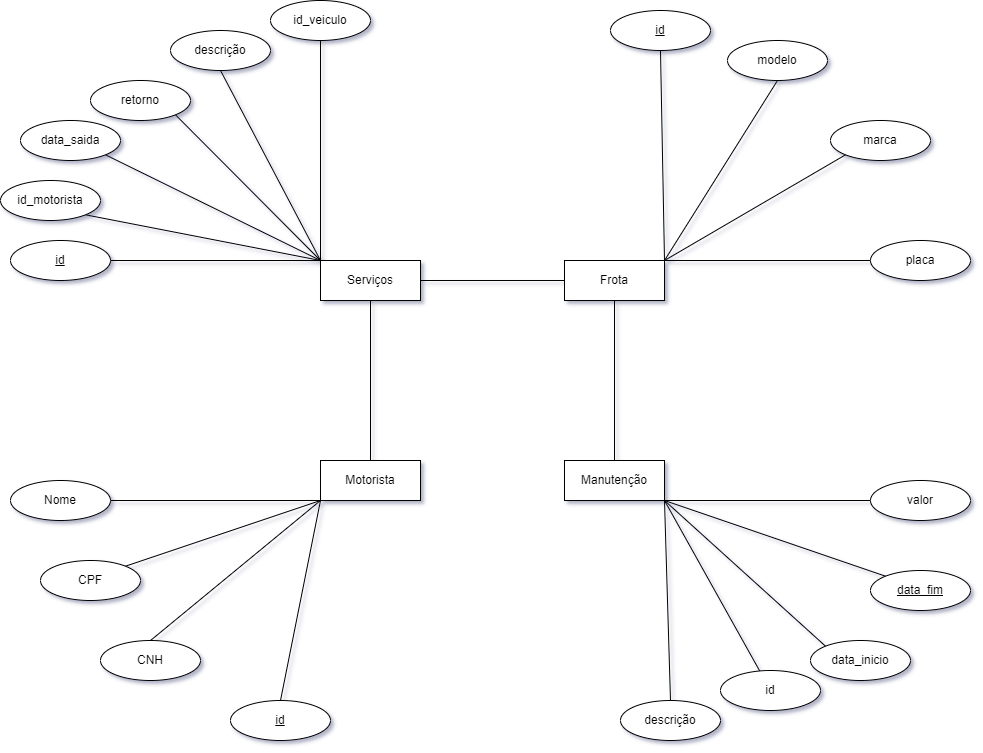 id_veiculo
id
descrição
modelo
retorno
data_saida
marca
id_motorista
id
placa
Serviços
Frota
Motorista
Manutenção
Nome
valor
CPF
data_fim
CNH
data_inicio
id
id
descrição